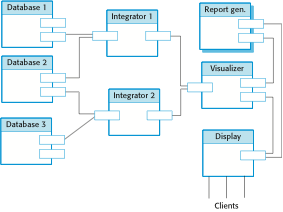 Database 1
Integrator 1
Report gen.
Database 2
Visualizer
Integrator 2
Database 3
Display
Clients